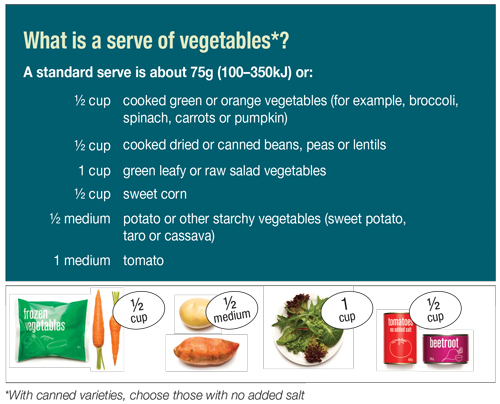 What is a serve of vegetables*?
A standard serve is about 75g (100–350kJ) or:
½ cup cooked green or orange vegetables (for example, broccoli,
spinach, carrots or pumpkin)
½ cup cooked dried or canned beans, peas or lentils
1 cup green leafy or raw salad vegetables
½ cup sweet corn
½ medium potato or other starchy vegetables (sweet potato,
taro or cassava)
1 medium tomato
frozen
vegetables
½
cup
½
medium
1
cup
tomatoes
no added salt
½
cup
beetroot
*With canned varieties, choose those with no added salt